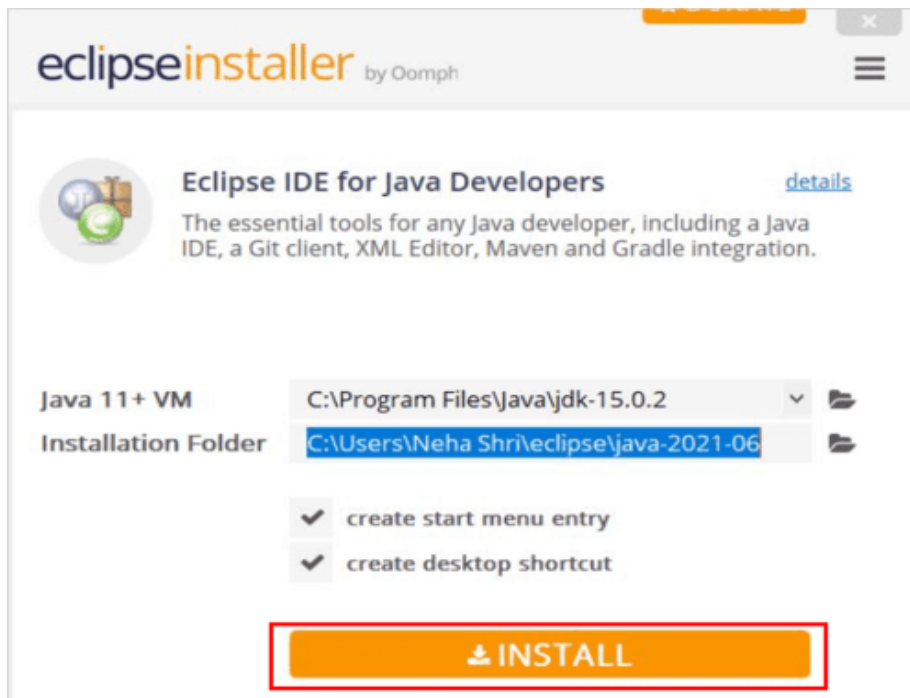 eclipseinstaller by Oomph
Eclipse IDE for Java Developers details
The essential tools for any Java developer, including a Java
IDE, a Git client, XML Editor, Maven and Gradle integration.
Java 11+ VM C:\Program Files\Java\jdk-15.0.2
Installation Folder C:\Users\Neha Shri\eclipse\java-2021-06
create start menu entry
create desktop shortcut
INSTALL